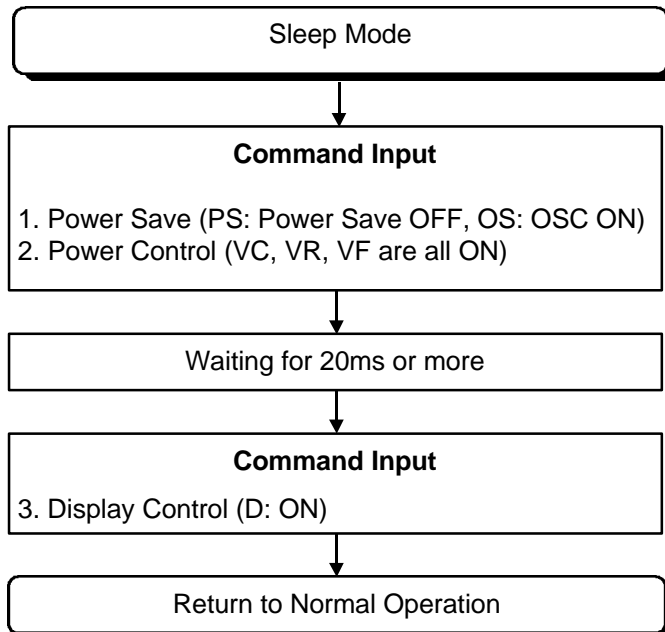 Sleep Mode
Command Input
1. Power Save (PS: Power Save OFF, OS: OSC ON)
2. Power Control (VC, VR, VF are all ON)
Waiting for 20ms or more
Command Input
3. Display Control (D: ON)
Return to Normal Operation